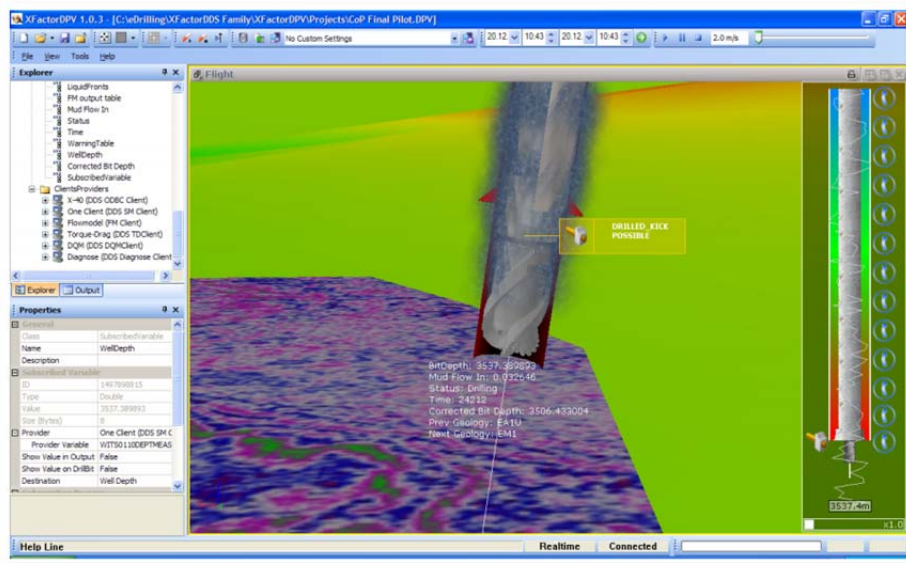 XFactorDPV 1.0.3 - [C:\eDrilling\XFactorDDS Family\XFactorDPV\Projects\CoP Final Pilot.DPV]
No Custom Settings
20.12
10:43
20.12
10:43
2.0 m/s
File View Tools Help
Explorer
LiquidFronts
FM output table
Mud Flow In
Status
Time
WarningTable
WellDepth
Corrected Bit Depth
SubscribedVariable
ClientsProviders
X-40 (DDS ODBC Client)
One Client (DDS SM Client)
Flowmodel (FM Client)
Torque-Drag (DDS TDClient)
DQM (DDS DQMClient)
Diagnose (DDS Diagnose Client
Explorer Output
Properties
General
Class SubscribedVariable
Name WellDepth
Description
Subscribed Variable
ID 1497898815
Type Double
Value 3537.389893
Size (Bytes) 8
Provider One Client (DDS SM C
Provider Variable WITS0110DEPTMEAS
Show Value in Output False
Show Value on DrillBit False
Destination Well Depth
Flight
DRILLED_KICK
POSSIBLE
BitDepth: 3537.389893
Mud Flow In: 0.032646
Status: Drilling
Time: 24212
Corrected Bit Depth: 3506.433004
Prev Geology: EA1U
Next Geology: EM1
3537.4m
x1.0
Help Line
Realtime
Connected